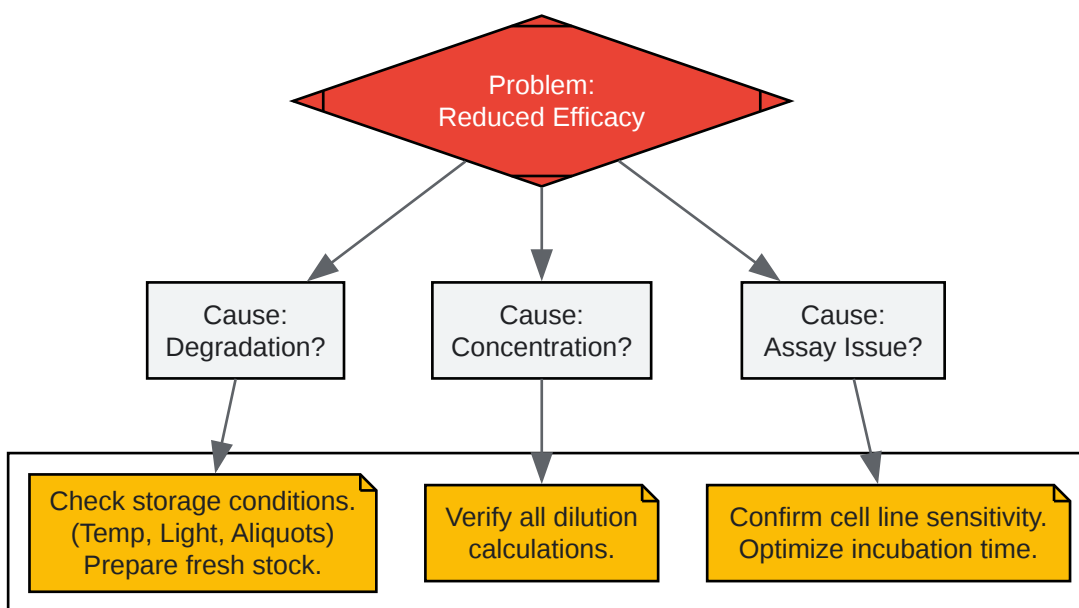 Problem:
Reduced Efficacy
Cause:
Degradation?
Cause:
Concentration?
Cause:
Assay Issue?
Check storage conditions.
(Temp, Light, Aliquots)
Prepare fresh stock.
Verify all dilution
calculations.
Confirm cell line sensitivity.
Optimize incubation time.